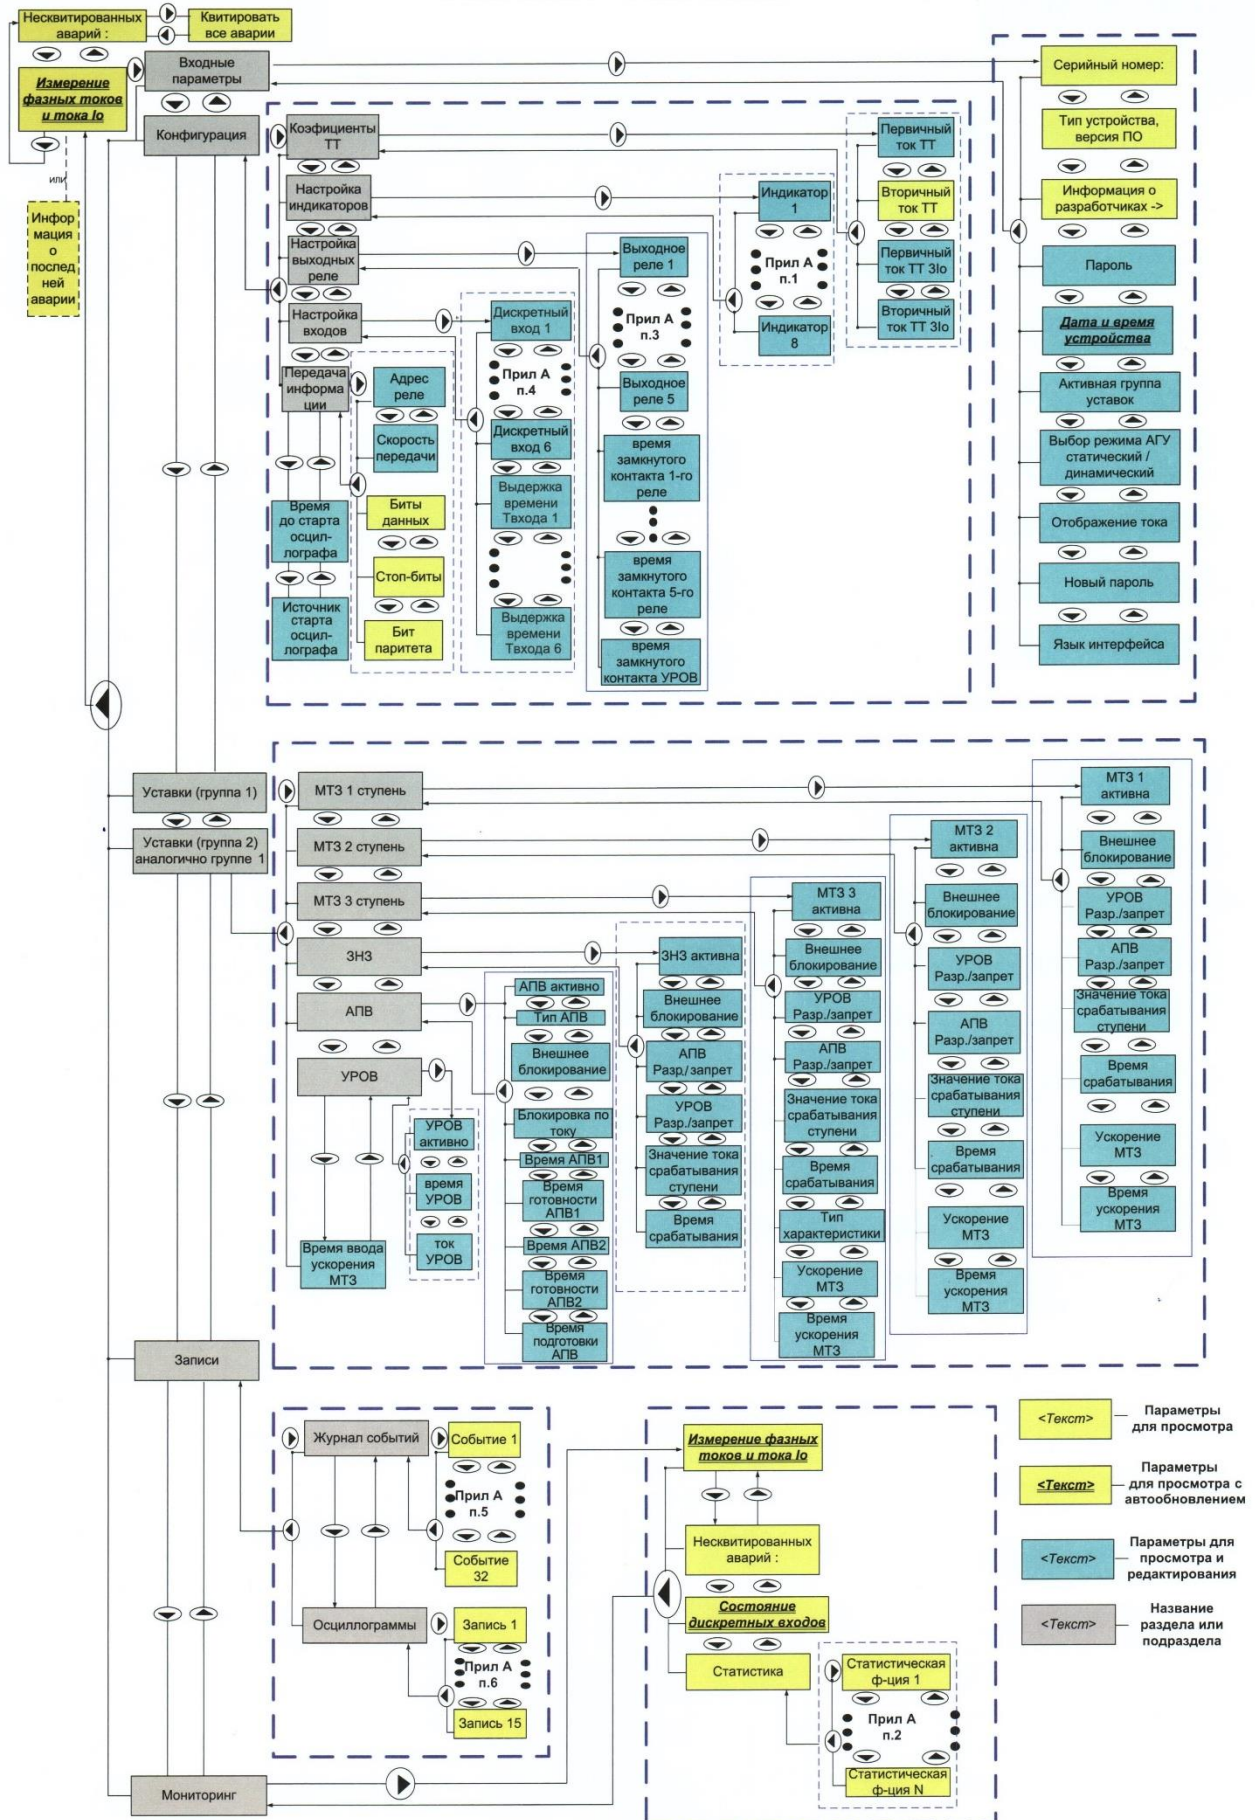 Несквитированных
аварий :
Квитировать
все аварии
Измерение
фазных токов
и тока Io
или
Инфор
мация
о
послед
ней
аварии
Входные
параметры
Конфигурация
Коэфициенты
ТТ
Настройка
индикаторов
Настройка
выходных
реле
Настройка
входов
Передача
информа
ции
Время
до старта
осцил-
лографа
Источник
старта
осцил-
лографа
Адрес
реле
Скорость
передачи
Биты
данных
Стоп-биты
Бит
паритета
Дискретный
вход 1
Прил А
п.4
Дискретный
вход 6
Выдержка
времени
Твхода 1
Выдержка
времени
Твхода 6
Выходное
реле 1
Прил А
п.3
Выходное
реле 5
время
замкнутого
контакта 1-го
реле
время
замкнутого
контакта 5-го
реле
время
замкнутого
контакта УРОВ
Индикатор
1
Прил А
п.1
Индикатор
8
Первичный
ток ТТ
Вторичный
ток ТТ
Первичный
ток ТТ 3Io
Вторичный
ток ТТ 3Io
Серийный номер:
Тип устройства,
версия ПО
Информация о
разработчиках ->
Пароль
Дата и время
устройства
Активная группа
уставок
Выбор режима АГУ
статический /
динамический
Отображение тока
Новый пароль
Язык интерфейса
Уставки (группа 1)
Уставки (группа 2)
аналогично группе 1
МТЗ 1 ступень
МТЗ 2 ступень
МТЗ 3 ступень
ЗНЗ
АПВ
УРОВ
Время ввода
ускорения
МТЗ
УРОВ
активно
время
УРОВ
ток
УРОВ
АПВ активно
Тип АПВ
Внешнее
блокирование
Блокировка по
току
Время АПВ1
Время
готовности
АПВ1
Время АПВ2
Время
готовности
АПВ2
Время
подготовки
АПВ
ЗНЗ активна
Внешнее
блокирование
АПВ
Разр./запрет
УРОВ
Разр./запрет
Значение тока
срабатывания
ступени
Время
срабатывания
МТЗ 3
активна
Внешнее
блокирование
УРОВ
Разр./запрет
АПВ
Разр./запрет
Значение тока
срабатывания
ступени
Время
срабатывания
Тип
характеристики
Ускорение
МТЗ
Время
ускорения
МТЗ
МТЗ 2
активна
Внешнее
блокирование
УРОВ
Разр./запрет
АПВ
Разр./запрет
Значение тока
срабатывания
ступени
Время
срабатывания
Ускорение
МТЗ
Время
ускорения
МТЗ
МТЗ 1
активна
Внешнее
блокирование
УРОВ
Разр./запрет
АПВ
Разр./запрет
Значение тока
срабатывания
ступени
Время
срабатывания
Ускорение
МТЗ
Время
ускорения
МТЗ
Записи
Журнал событий
Событие 1
Прил А
п.5
Событие
32
Осциллограммы
Запись 1
Прил А
п.6
Запись 15
Мониторинг
Измерение фазных
токов и тока Io
Несквитированных
аварий :
Состояние
дискретных входов
Статистика
Статистическая
ф-ция 1
Прил А
п.2
Статистическая
ф-ция N
<Текст>
Параметры
для просмотра
<Текст>
Параметры
для просмотра с
автообновлением
<Текст>
Параметры для
просмотра и
редактирования
<Текст>
Название
раздела или
подраздела